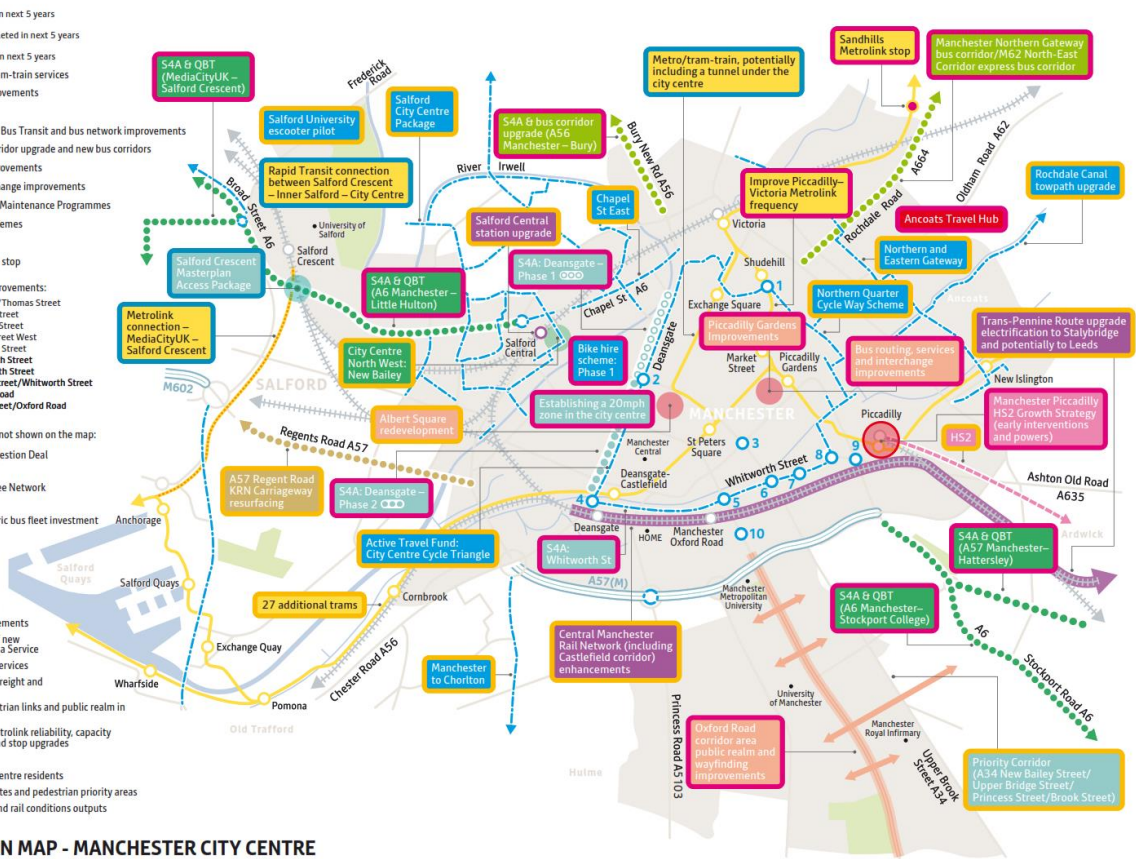 n next 5 years
eted in next 5 years
n next 5 years
m-train services
ovements
Bus Transit and bus network improvements
ridor upgrade and new bus corridors
rovements
hange improvements
Maintenance Programmes
emes
stop
provements:
/Thomas Street
treet
Street
reet West
Street
h Street
th Street
treet/Whitworth Street
oad
eet/Oxford Road
not shown on the map:
estion Deal
ee Network
ric bus fleet investment
ements
new
a Service
ervices
reight and
trian links and public realm in
trolink reliability, capacity
d stop upgrades
entre residents
tes and pedestrian priority areas
nd rail conditions outputs
N MAP - MANCHESTER CITY CENTRE
S4A & QBT
(MediaCityUK –
Salford Crescent)
Frederick
Road
Salford University
escooter pilot
Salford
City Centre
Package
Rapid Transit connection
between Salford Crescent
– Inner Salford – City Centre
River Irwell
S4A & bus corridor
upgrade (A56
Manchester – Bury)
Bury New Rd A56
Metro/tram-train, potentially
including a tunnel under the
city centre
Sandhills
Metrolink stop
Manchester Northern Gateway
bus corridor/M62 North-East
Corridor express bus corridor
A664
Rochdale Road
Oldham Road A62
Rochdale Canal
towpath upgrade
Improve Piccadilly–
Victoria Metrolink
frequency
Ancoats Travel Hub
Northern and
Eastern Gateway
Broad Street A6
University of
Salford
Salford
Crescent
Salford Central
station upgrade
Chapel
St East
Victoria
Shudehill
1
Exchange Square
Northern Quarter
Cycle Way Scheme
Ancoats
Salford Crescent
Masterplan
Access Package
S4A: Deansgate –
Phase 1
S4A & QBT
(A6 Manchester –
Little Hulton)
Chapel St A6
Deansgate
Metrolink
connection –
MediaCityUK –
Salford Crescent
City Centre
North West:
New Bailey
Salford
Central
Bike hire
scheme:
Phase 1
2
Piccadilly Gardens
improvements
Market
Street
Piccadilly
Gardens
Bus routing, services
and interchange
improvements
Trans-Pennine Route upgrade
electrification to Stalybridge
and potentially to Leeds
New Islington
M602
SALFORD
Albert Square
redevelopment
Establishing a 20mph
zone in the city centre
MANCHESTER
Piccadilly
Manchester Piccadilly
HS2 Growth Strategy
(early interventions
and powers)
HS2
Regents Road A57
Manchester
Central
St Peters
Square
3
Deansgate-
Castlefield
Whitworth Street
8
9
A57 Regent Road
KRN Carriageway
resurfacing
S4A: Deansgate –
Phase 2
4
5
6
7
Ashton Old Road
A635
Anchorage
Deansgate
HOME
Manchester
Oxford Road
10
Ardwick
Active Travel Fund:
City Centre Cycle Triangle
S4A:
Whitworth St
S4A & QBT
(A57 Manchester–
Hattersley)
Salford
Quays
Salford Quays
A57(M)
Manchester
Metropolitan
University
27 additional trams
Cornbrook
S4A & QBT
(A6 Manchester–
Stockport College)
A6
Exchange Quay
Central Manchester
Rail Network (including
Castlefield corridor)
enhancements
Stockport Road A6
Wharfside
Chester Road A56
Manchester
to Chorlton
Pomona
University
of Manchester
Old Trafford
Princess Road A5103
Oxford Road
corridor area
public realm and
wayfinding
improvements
Manchester
Royal Infirmary
Hulme
Upper Brook
Street A34
Priority Corridor
(A34 New Bailey Street/
Upper Bridge Street/
Princess Street/Brook Street)